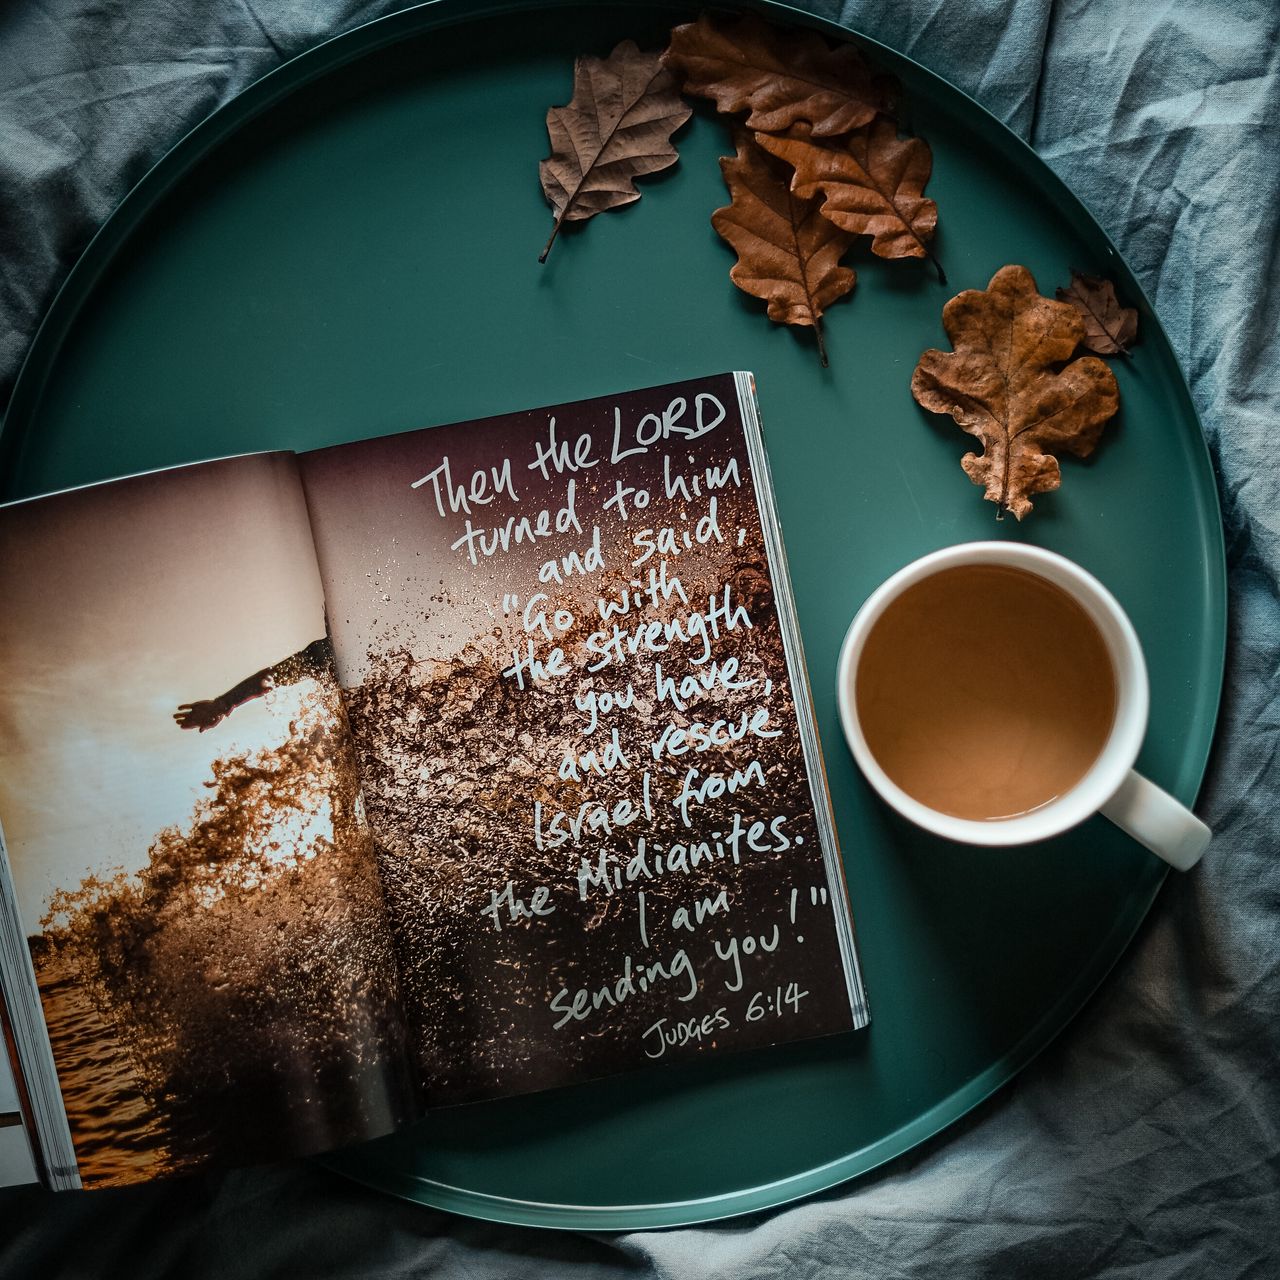 Then the LORD
turned to him
and said,
"Go with
the strength
you have,
and rescue
Israel from
the Midianites.
I am
sending you!"
JUDGES 6:14